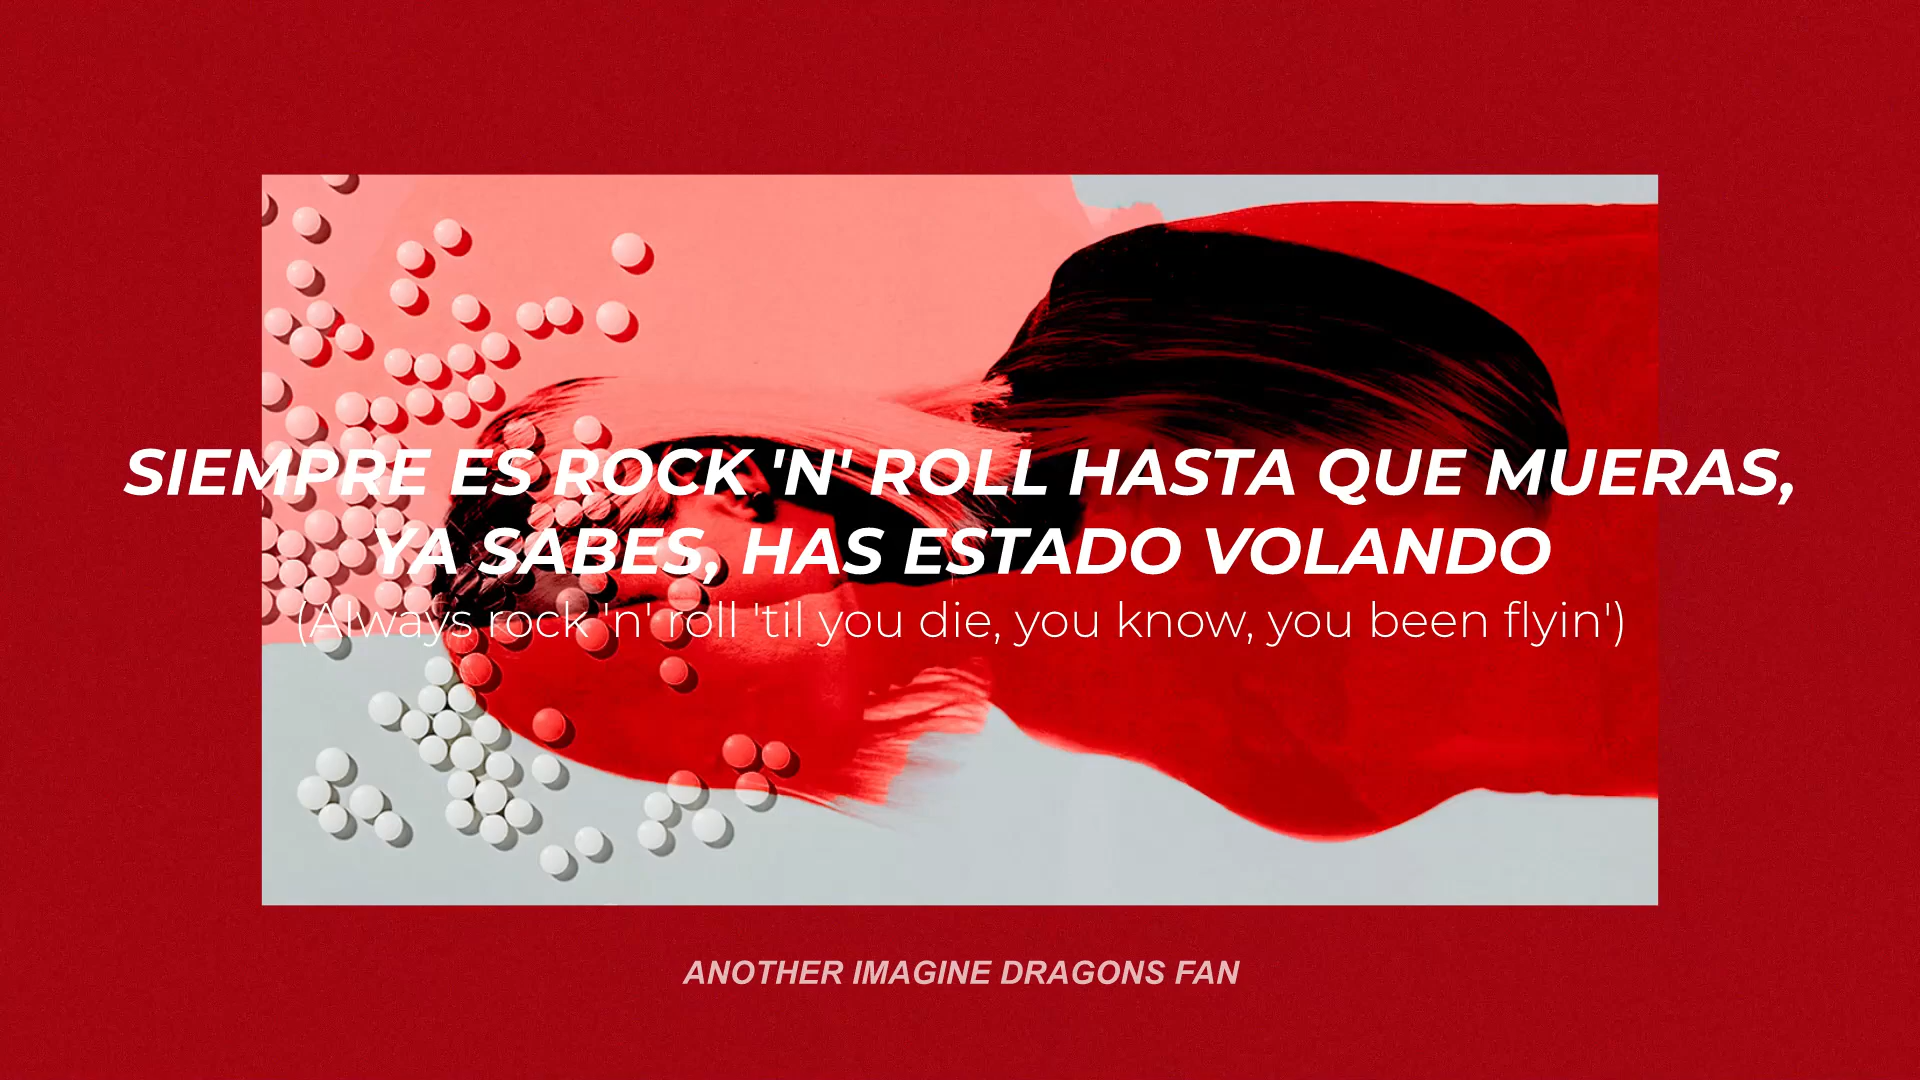 SIEMPRE ES ROCK 'N' ROLL HASTA QUE MUERAS,
YA SABES, HAS ESTADO VOLANDO
(Always rock 'n' roll 'til you die, you know, you been flyin')
ANOTHER IMAGINE DRAGONS FAN